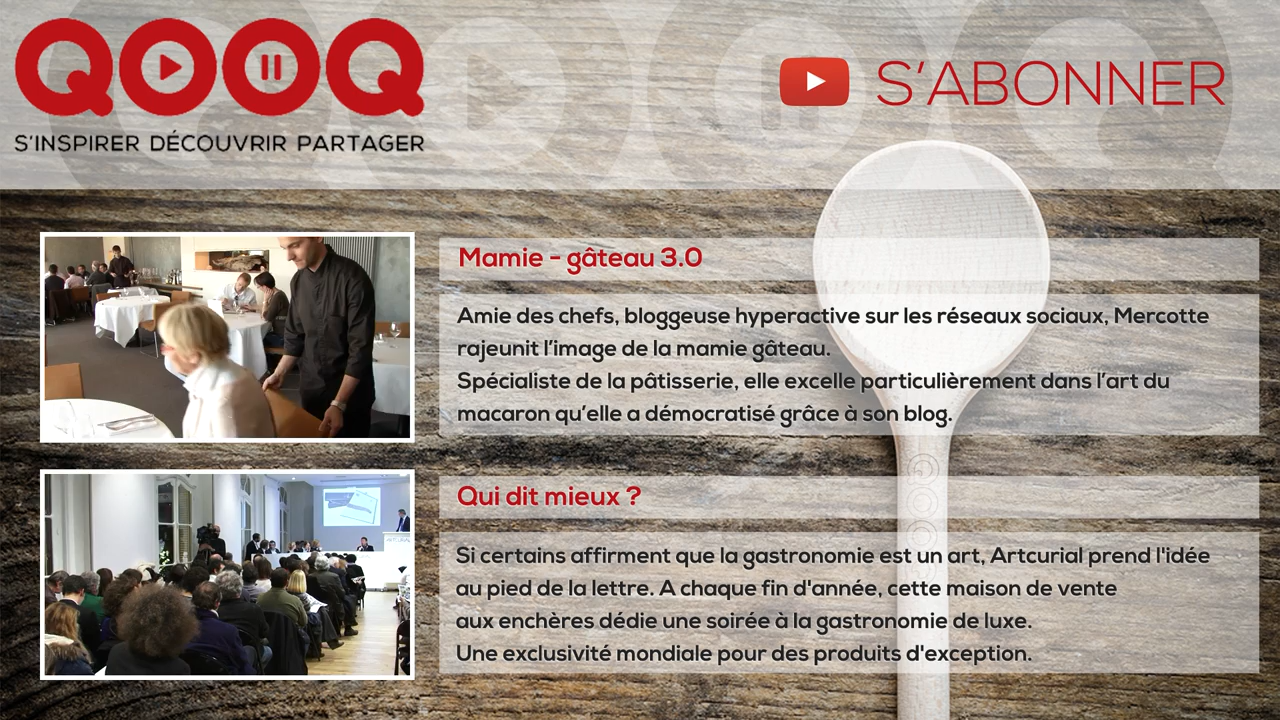 QOOQ
S'INSPIRER DÉCOUVRIR PARTAGER
S'ABONNER
Mamie - gâteau 3.0
Amie des chefs, bloggeuse hyperactive sur les réseaux sociaux, Mercotte
rajeunit l'image de la mamie gâteau.
Spécialiste de la pâtisserie, elle excelle particulièrement dans l'art du
macaron qu'elle a démocratisé grâce à son blog.
Qui dit mieux ?
Si certains affirment que la gastronomie est un art, Artcurial prend l'idée
au pied de la lettre. A chaque fin d'année, cette maison de vente
aux enchères dédie une soirée à la gastronomie de luxe.
Une exclusivité mondiale pour des produits d'exception.